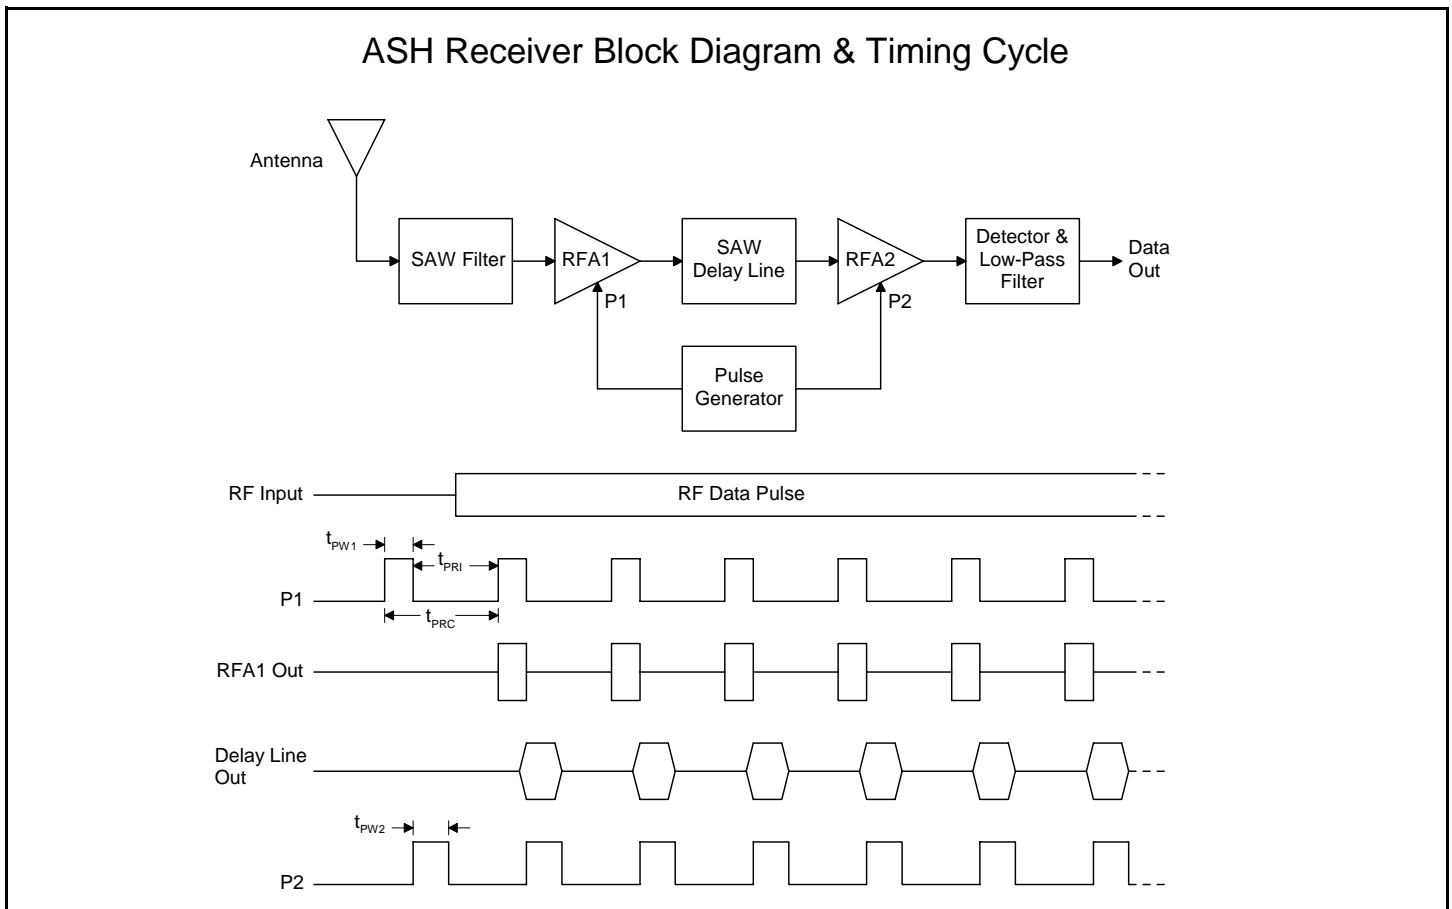 ASH Receiver Block Diagram & Timing Cycle
Antenna
SAW Filter
RFA1
SAW
Delay Line
RFA2
Detector &
Low-Pass
Filter
Data
Out
P1
P2
Pulse
Generator
RF Input
RF Data Pulse
tPW1
tPRI
P1
tPRC
RFA1 Out
Delay Line
Out
tPW2
P2